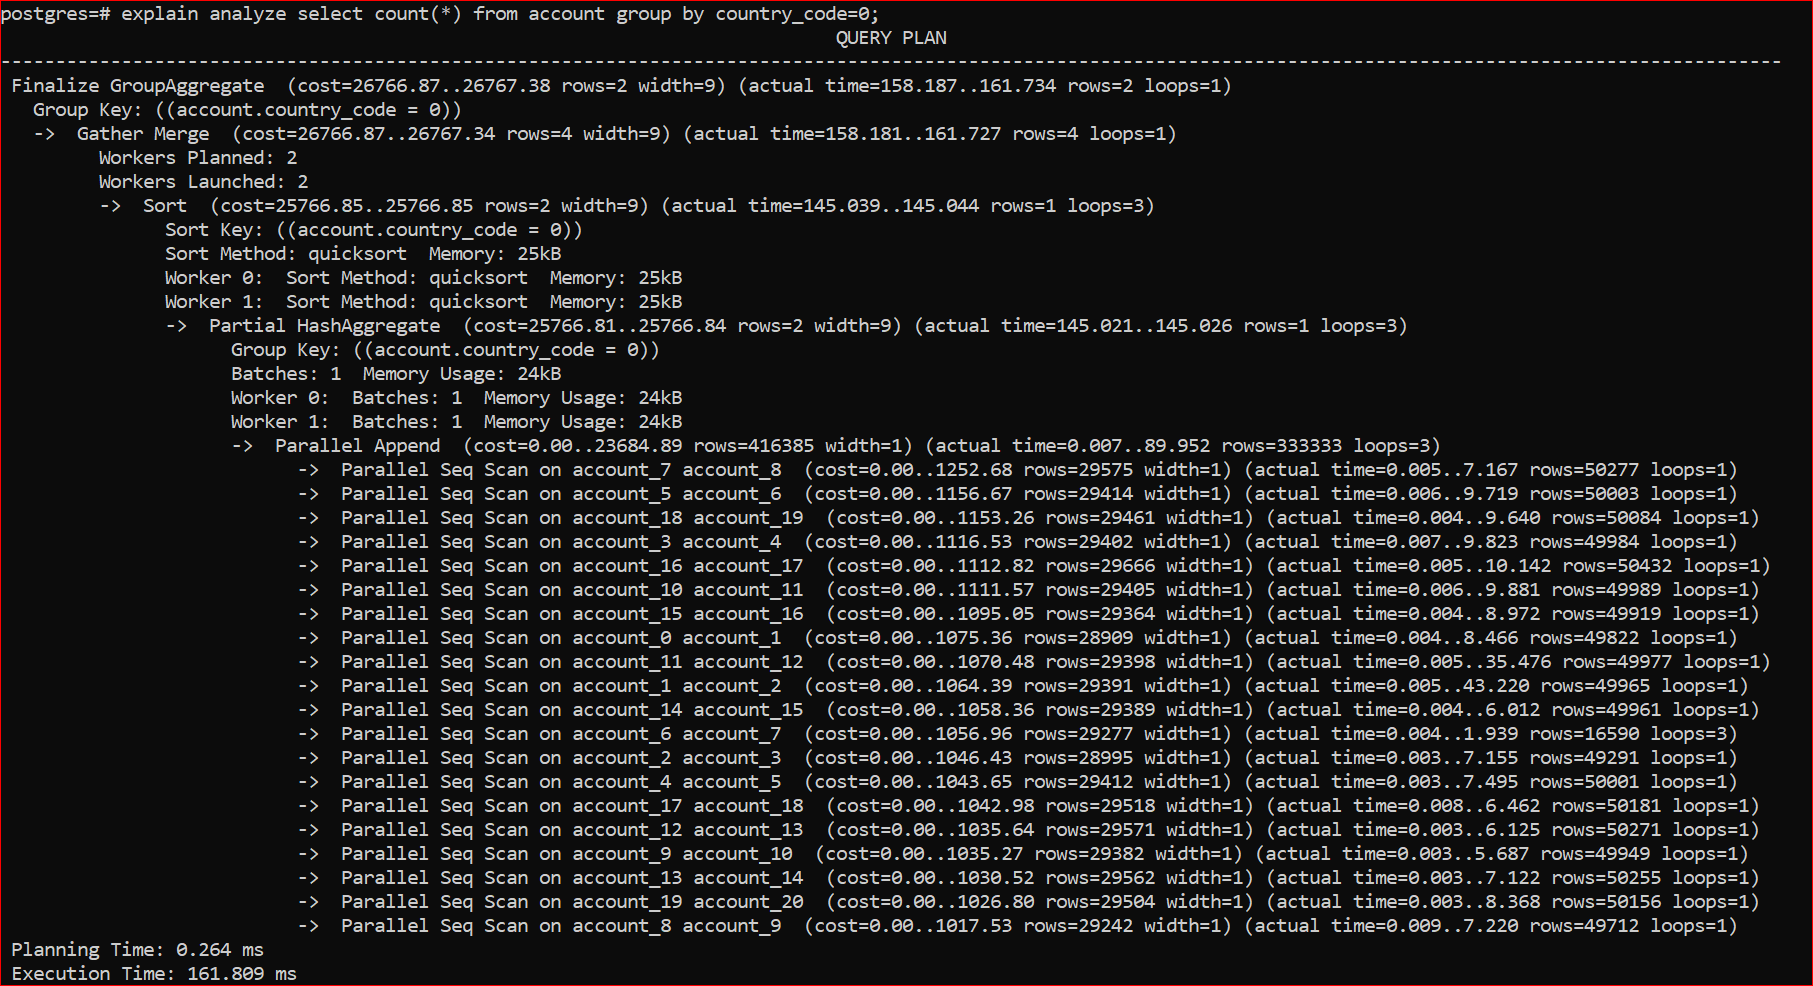 postgres=# explain analyze select count(*) from account group by country_code=0;
QUERY PLAN
------------------------------------------------------------------------------------------------------------------------------------------------------------------
Finalize GroupAggregate  (cost=26766.87..26767.38 rows=2 width=9) (actual time=158.187..161.734 rows=2 loops=1)
  Group Key: ((account.country_code = 0))
  ->  Gather Merge  (cost=26766.87..26767.34 rows=4 width=9) (actual time=158.181..161.727 rows=4 loops=1)
        Workers Planned: 2
        Workers Launched: 2
        ->  Sort  (cost=25766.85..25766.85 rows=2 width=9) (actual time=145.039..145.044 rows=1 loops=3)
              Sort Key: ((account.country_code = 0))
              Sort Method: quicksort  Memory: 25kB
              Worker 0:  Sort Method: quicksort  Memory: 25kB
              Worker 1:  Sort Method: quicksort  Memory: 25kB
              ->  Partial HashAggregate  (cost=25766.81..25766.84 rows=2 width=9) (actual time=145.021..145.026 rows=1 loops=3)
                    Group Key: ((account.country_code = 0))
                    Batches: 1  Memory Usage: 24kB
                    Worker 0:  Batches: 1  Memory Usage: 24kB
                    Worker 1:  Batches: 1  Memory Usage: 24kB
                    ->  Parallel Append  (cost=0.00..23684.89 rows=416385 width=1) (actual time=0.007..89.952 rows=333333 loops=3)
                          ->  Parallel Seq Scan on account_7 account_8  (cost=0.00..1252.68 rows=29575 width=1) (actual time=0.005..7.167 rows=50277 loops=1)
                          ->  Parallel Seq Scan on account_5 account_6  (cost=0.00..1156.67 rows=29414 width=1) (actual time=0.006..9.719 rows=50003 loops=1)
                          ->  Parallel Seq Scan on account_18 account_19  (cost=0.00..1153.26 rows=29461 width=1) (actual time=0.004..9.640 rows=50084 loops=1)
                          ->  Parallel Seq Scan on account_3 account_4  (cost=0.00..1116.53 rows=29402 width=1) (actual time=0.007..9.823 rows=49984 loops=1)
                          ->  Parallel Seq Scan on account_16 account_17  (cost=0.00..1112.82 rows=29666 width=1) (actual time=0.005..10.142 rows=50432 loops=1)
                          ->  Parallel Seq Scan on account_10 account_11  (cost=0.00..1111.57 rows=29405 width=1) (actual time=0.006..9.881 rows=49989 loops=1)
                          ->  Parallel Seq Scan on account_15 account_16  (cost=0.00..1095.05 rows=29364 width=1) (actual time=0.004..8.972 rows=49919 loops=1)
                          ->  Parallel Seq Scan on account_0 account_1  (cost=0.00..1075.36 rows=28909 width=1) (actual time=0.004..8.466 rows=49822 loops=1)
                          ->  Parallel Seq Scan on account_11 account_12  (cost=0.00..1070.48 rows=29398 width=1) (actual time=0.005..35.476 rows=49977 loops=1)
                          ->  Parallel Seq Scan on account_1 account_2  (cost=0.00..1064.39 rows=29391 width=1) (actual time=0.005..43.220 rows=49965 loops=1)
                          ->  Parallel Seq Scan on account_14 account_15  (cost=0.00..1058.36 rows=29389 width=1) (actual time=0.004..6.012 rows=49961 loops=1)
                          ->  Parallel Seq Scan on account_6 account_7  (cost=0.00..1056.96 rows=29277 width=1) (actual time=0.004..1.939 rows=16590 loops=3)
                          ->  Parallel Seq Scan on account_2 account_3  (cost=0.00..1046.43 rows=28995 width=1) (actual time=0.003..7.155 rows=49291 loops=1)
                          ->  Parallel Seq Scan on account_4 account_5  (cost=0.00..1043.65 rows=29412 width=1) (actual time=0.003..7.495 rows=50001 loops=1)
                          ->  Parallel Seq Scan on account_17 account_18  (cost=0.00..1042.98 rows=29518 width=1) (actual time=0.008..6.462 rows=50181 loops=1)
                          ->  Parallel Seq Scan on account_12 account_13  (cost=0.00..1035.64 rows=29571 width=1) (actual time=0.003..6.125 rows=50271 loops=1)
                          ->  Parallel Seq Scan on account_9 account_10  (cost=0.00..1035.27 rows=29382 width=1) (actual time=0.003..5.687 rows=49949 loops=1)
                          ->  Parallel Seq Scan on account_13 account_14  (cost=0.00..1030.52 rows=29562 width=1) (actual time=0.003..7.122 rows=50255 loops=1)
                          ->  Parallel Seq Scan on account_19 account_20  (cost=0.00..1026.80 rows=29504 width=1) (actual time=0.003..8.368 rows=50156 loops=1)
                          ->  Parallel Seq Scan on account_8 account_9  (cost=0.00..1017.53 rows=29242 width=1) (actual time=0.009..7.220 rows=49712 loops=1)
Planning Time: 0.264 ms
Execution Time: 161.809 ms